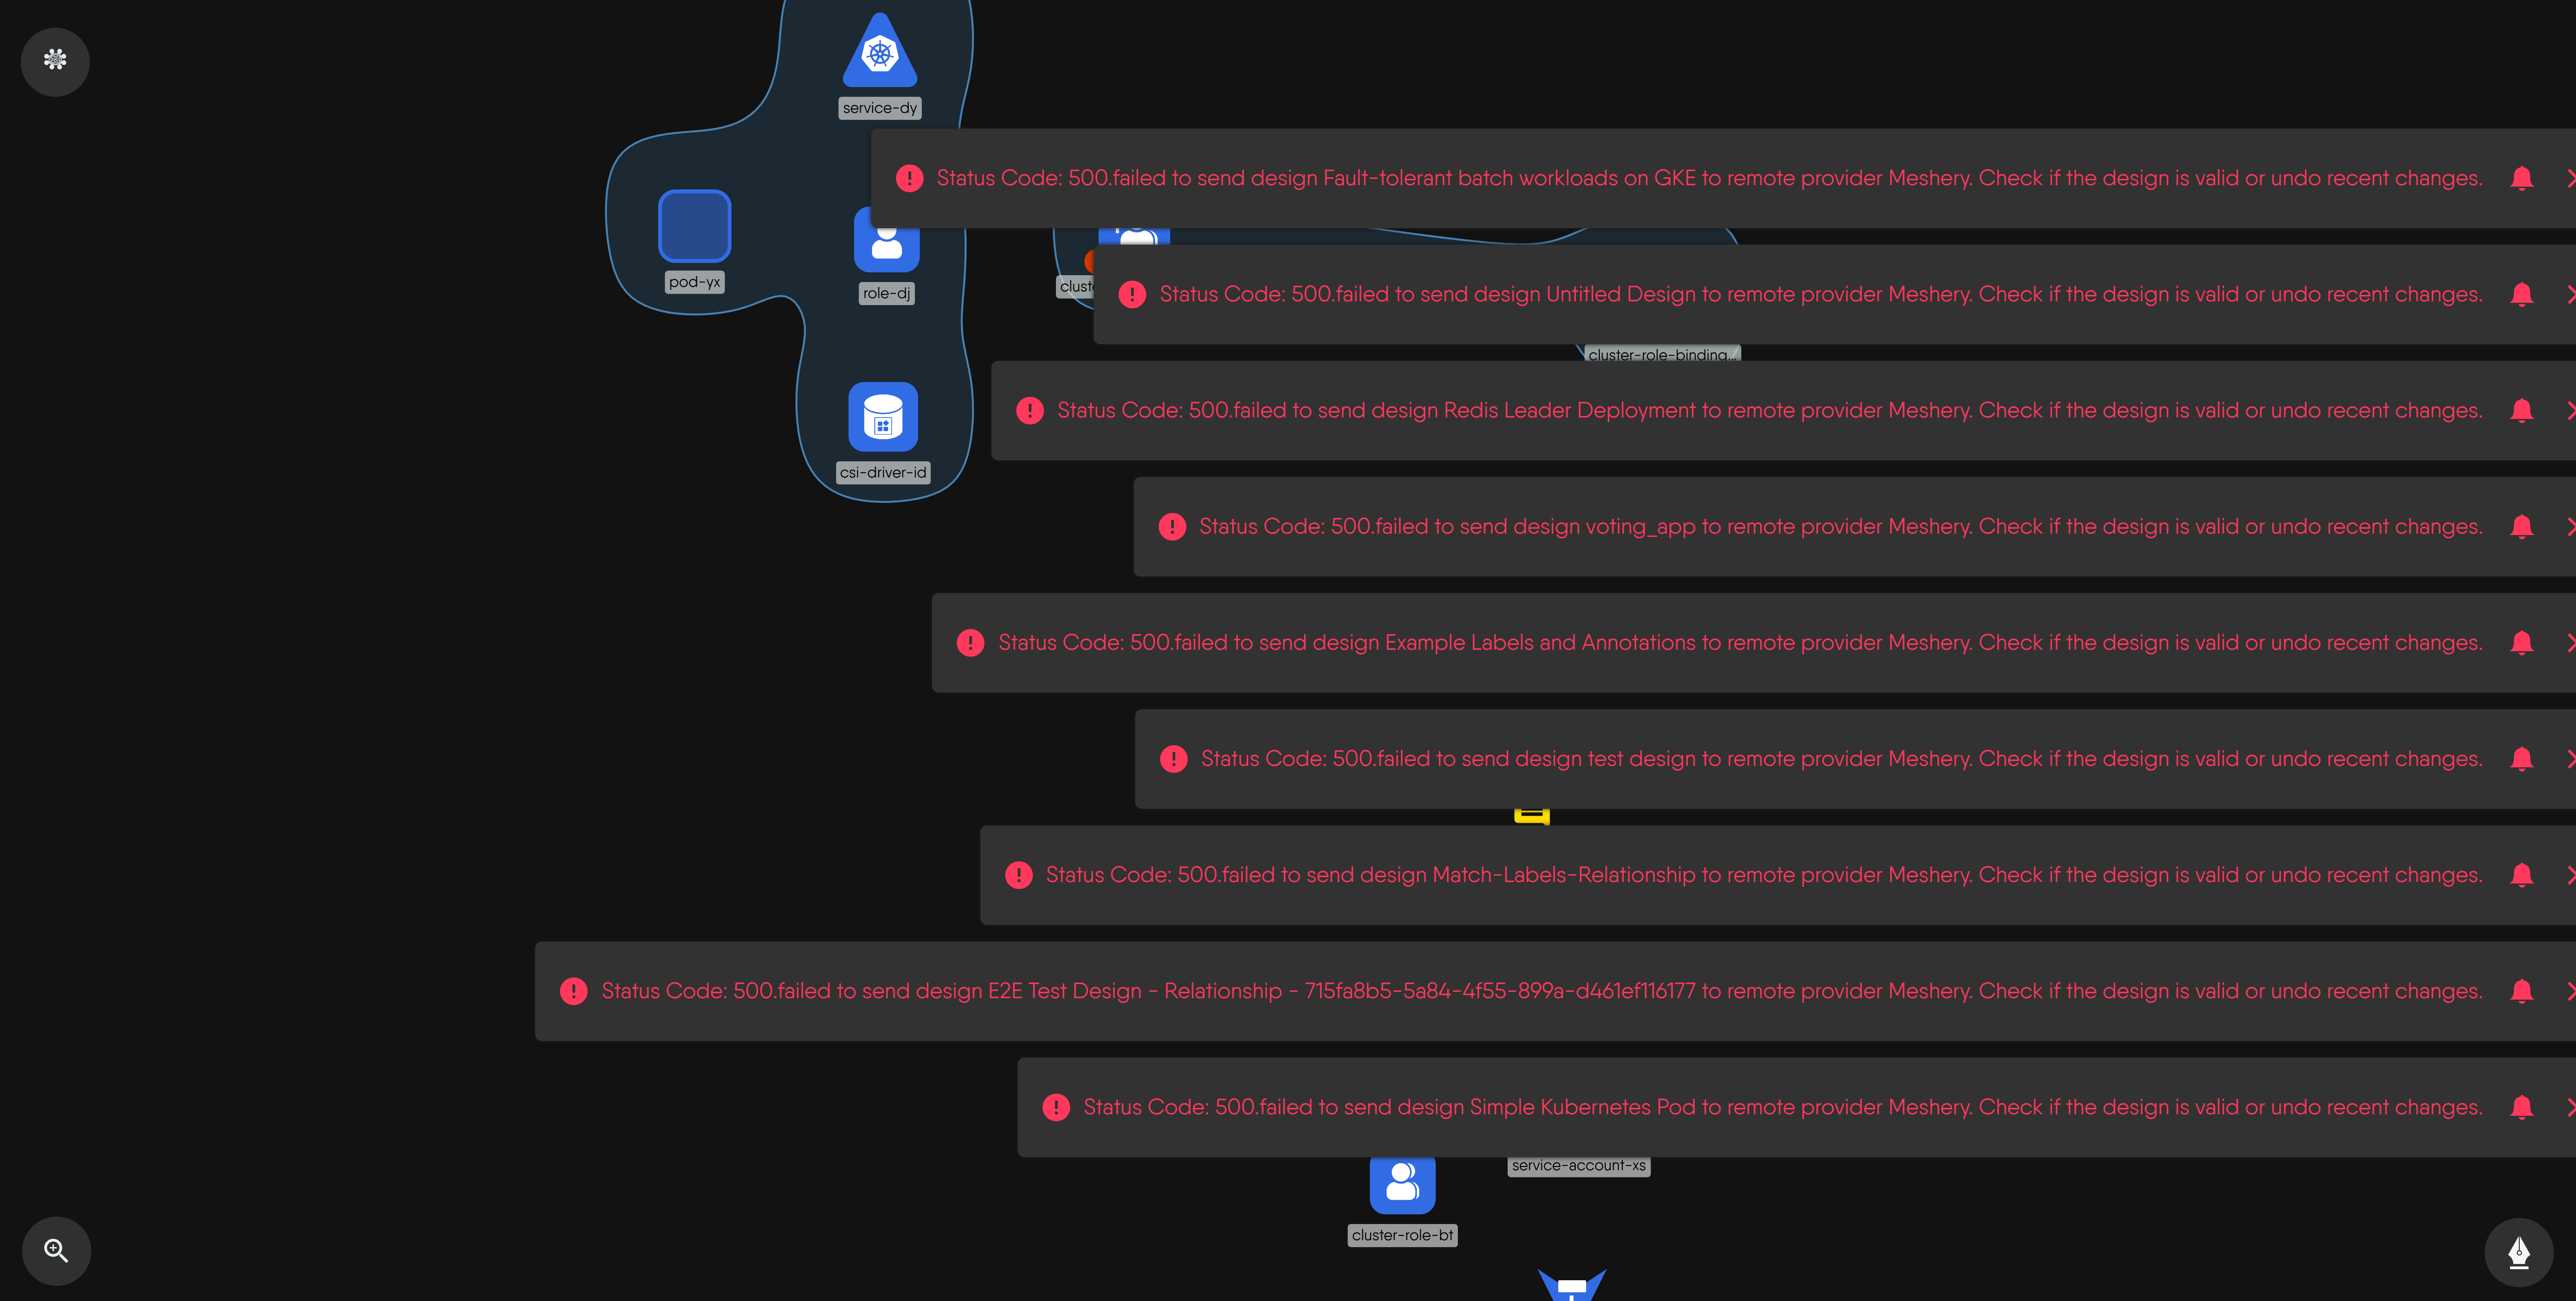 service-dy
Status Code: 500.failed to send design Fault-tolerant batch workloads on GKE to remote provider Meshery. Check if the design is valid or undo recent changes.
pod-yx
role-dj
Status Code: 500.failed to send design Untitled Design to remote provider Meshery. Check if the design is valid or undo recent changes.
cluster-role-binding...
Status Code: 500.failed to send design Redis Leader Deployment to remote provider Meshery. Check if the design is valid or undo recent changes.
csi-driver-id
Status Code: 500.failed to send design voting_app to remote provider Meshery. Check if the design is valid or undo recent changes.
Status Code: 500.failed to send design Example Labels and Annotations to remote provider Meshery. Check if the design is valid or undo recent changes.
Status Code: 500.failed to send design test design to remote provider Meshery. Check if the design is valid or undo recent changes.
Status Code: 500.failed to send design Match-Labels-Relationship to remote provider Meshery. Check if the design is valid or undo recent changes.
Status Code: 500.failed to send design E2E Test Design - Relationship - 715fa8b5-5a84-4f55-899a-d461ef116177 to remote provider Meshery. Check if the design is valid or undo recent changes.
Status Code: 500.failed to send design Simple Kubernetes Pod to remote provider Meshery. Check if the design is valid or undo recent changes.
service-account-xs
cluster-role-bt